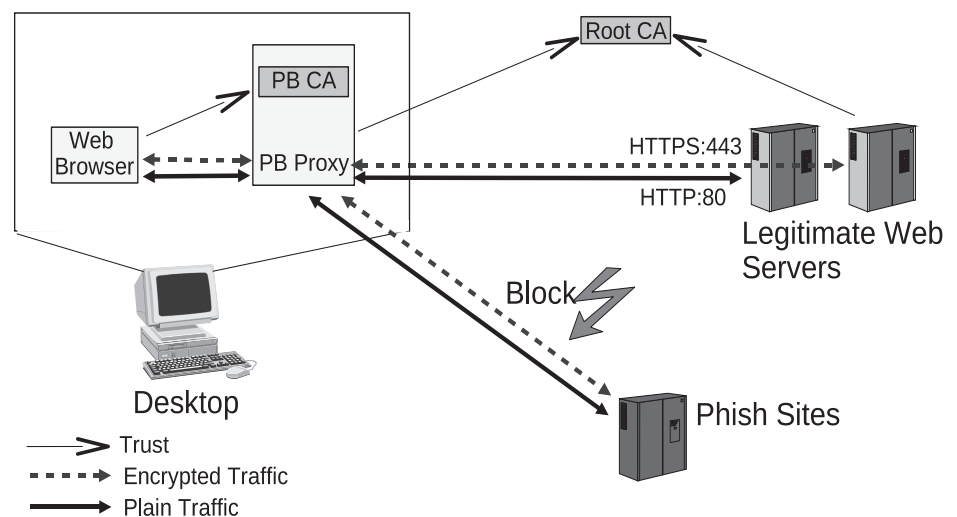 Root CA
PB CA
Web
Browser
PB Proxy
HTTPS:443
HTTP:80
Legitimate Web
Servers
Block
Desktop
Phish Sites
Trust
Encrypted Traffic
Plain Traffic